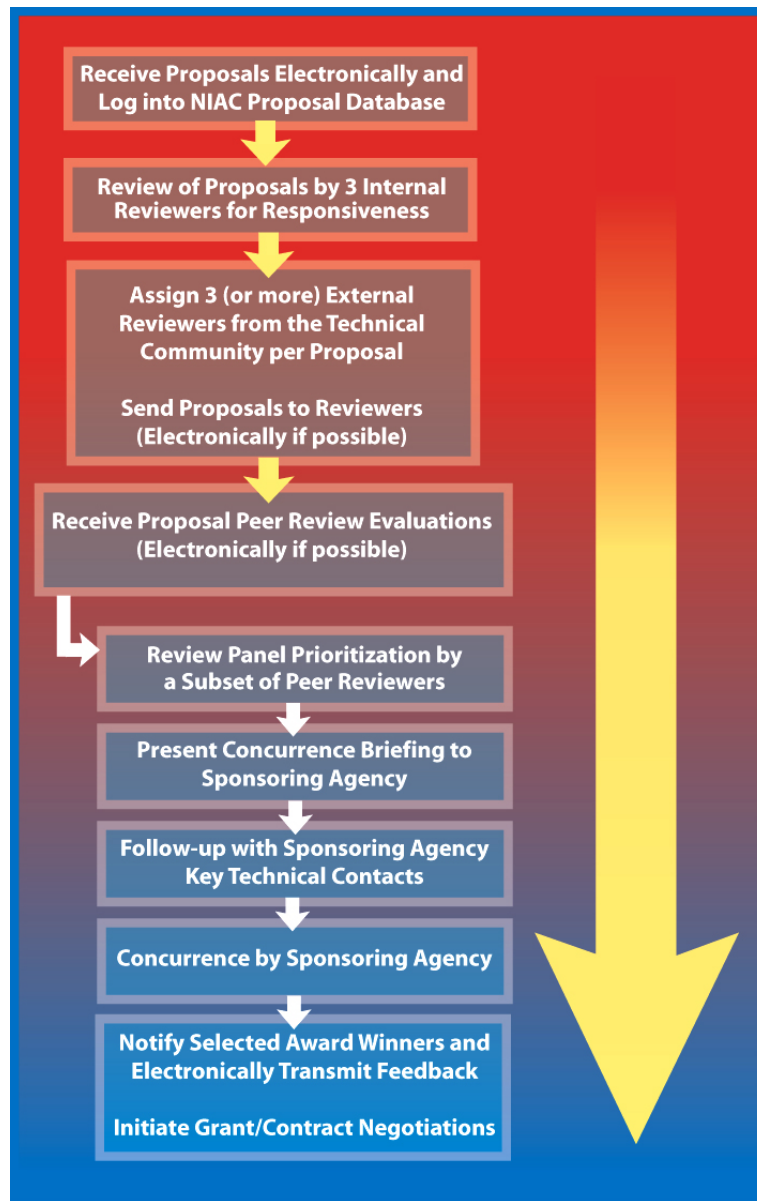 Receive Proposals Electronically and
Log into NIAC Proposal Database
Review of Proposals by 3 Internal
Reviewers for Responsiveness
Assign 3 (or more) External
Reviewers from the Technical
Community per Proposal
Send Proposals to Reviewers
(Electronically if possible)
Receive Proposal Peer Review Evaluations
(Electronically if possible)
Review Panel Prioritization by
a Subset of Peer Reviewers
Present Concurrence Briefing to
Sponsoring Agency
Follow-up with Sponsoring Agency
Key Technical Contacts
Concurrence by Sponsoring Agency
Notify Selected Award Winners and
Electronically Transmit Feedback
Initiate Grant/Contract Negotiations